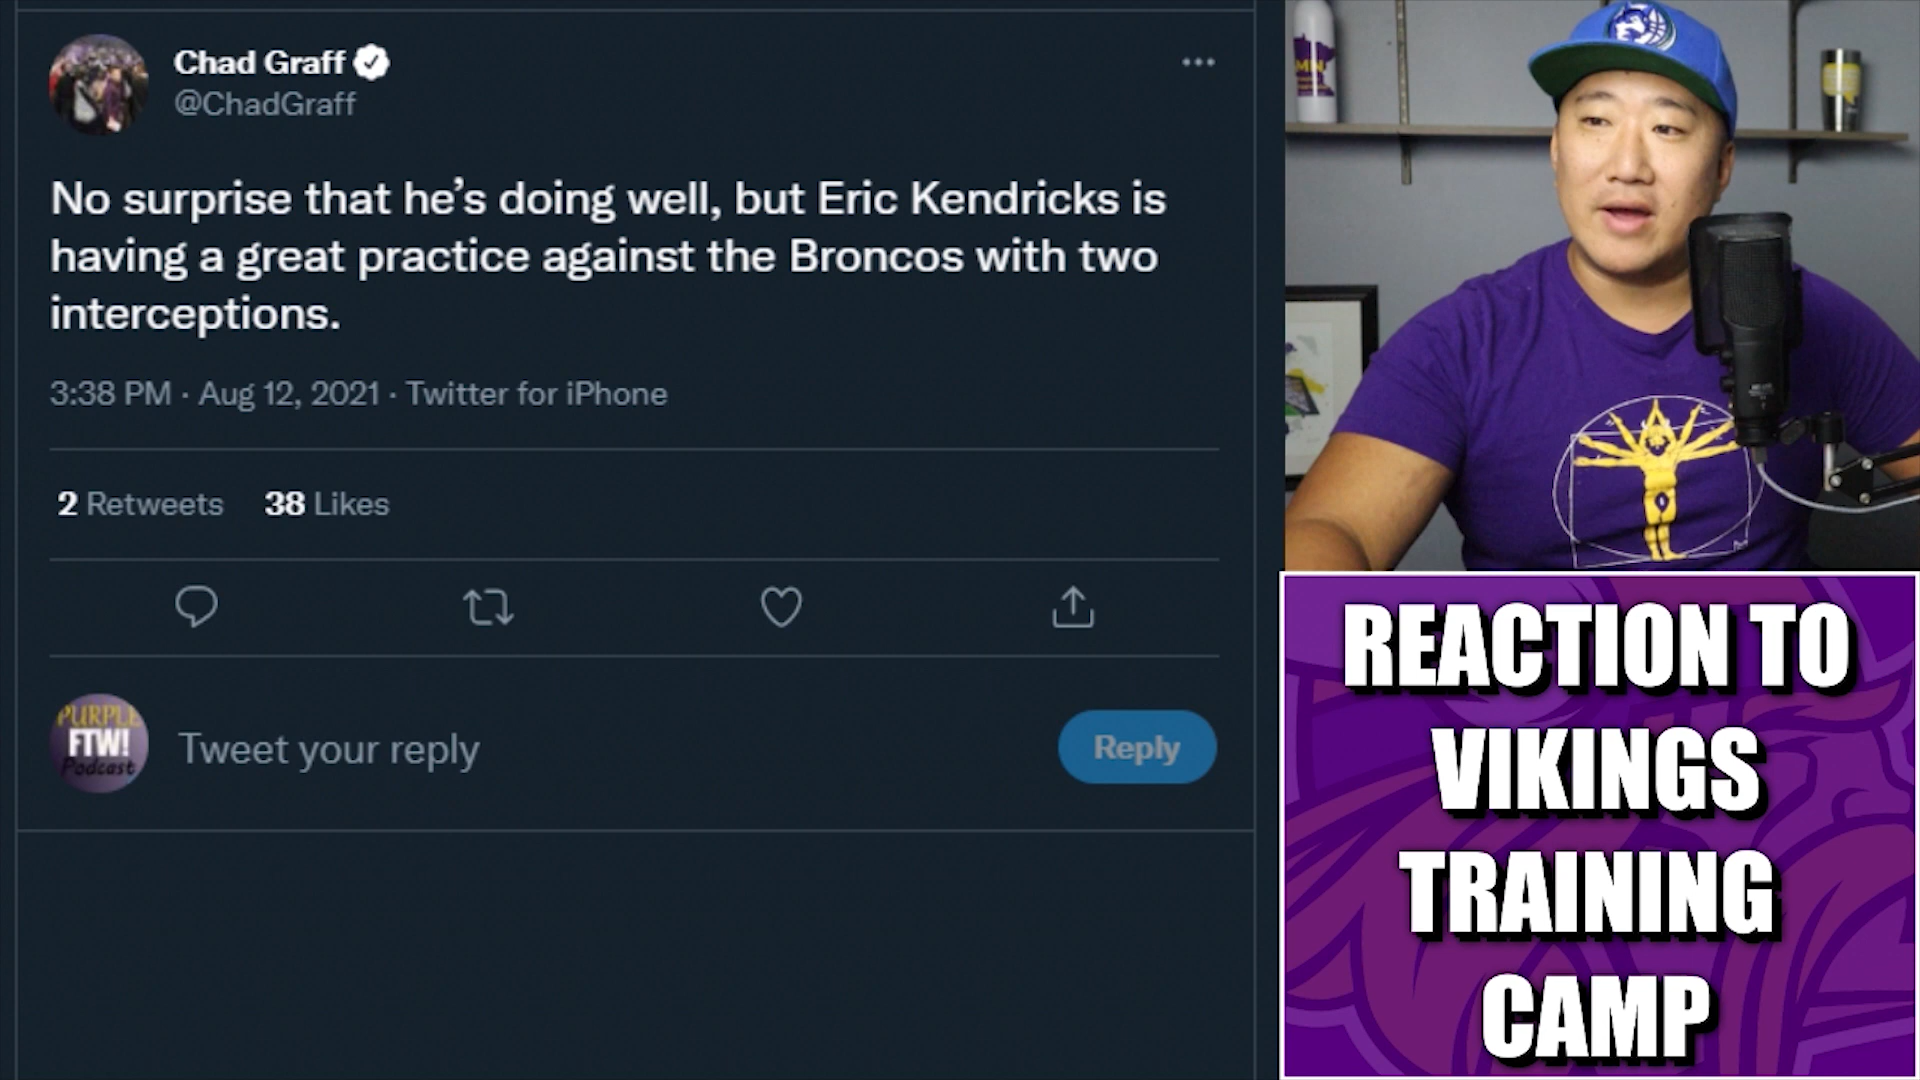 Chad Graff
@ChadGraff
No surprise that he’s doing well, but Eric Kendricks is
having a great practice against the Broncos with two
interceptions.
3:38 PM · Aug 12, 2021 · Twitter for iPhone
2 Retweets 38 Likes
PURPLE
FTW!
Podcast
Tweet your reply
Reply
MN
REACTION TO
VIKINGS
TRAINING
CAMP